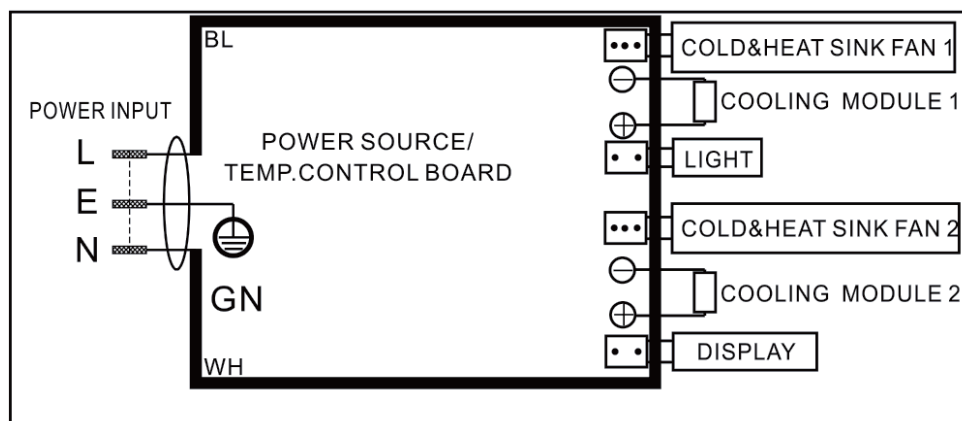 BL
POWER INPUT
L
E
N
POWER SOURCE/
TEMP.CONTROL BOARD
GN
WH
COLD&HEAT SINK FAN 1
COOLING MODULE 1
LIGHT
COLD&HEAT SINK FAN 2
COOLING MODULE 2
DISPLAY